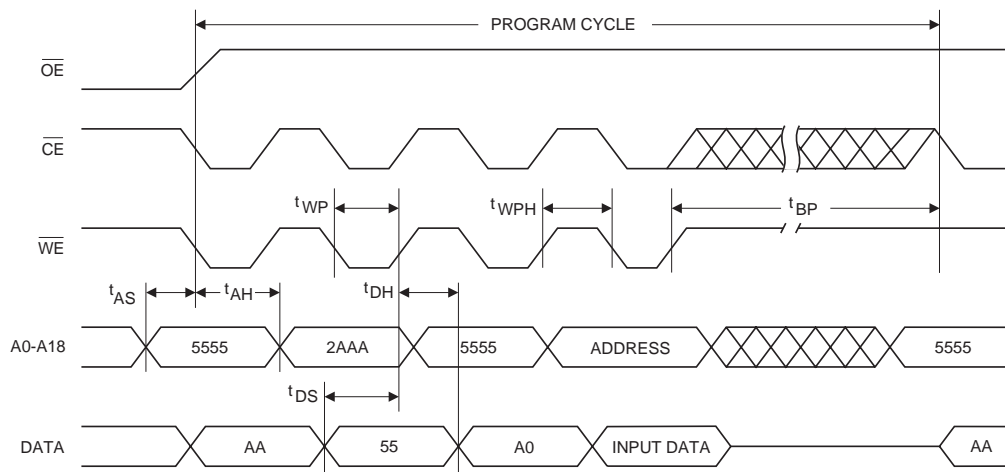 PROGRAM CYCLE
OE
CE
tWP
tWPH
tBP
WE
tAS
tAH
tDH
A0-A18
5555
2AAA
5555
ADDRESS
5555
tDS
DATA
AA
55
A0
INPUT DATA
AA